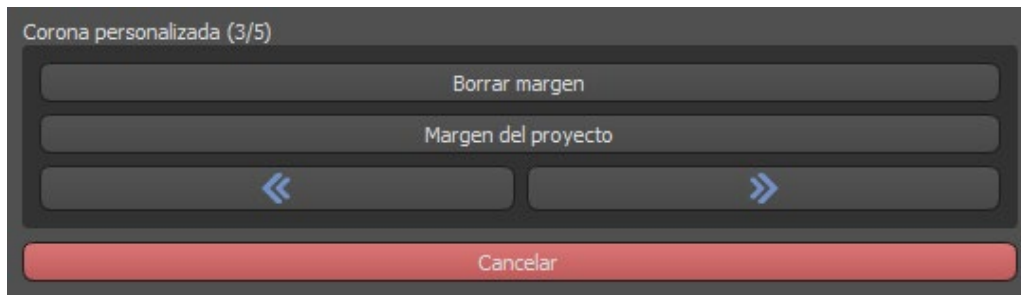 Corona personalizada (3/5)
Borrar margen
Margen del proyecto
Cancelar